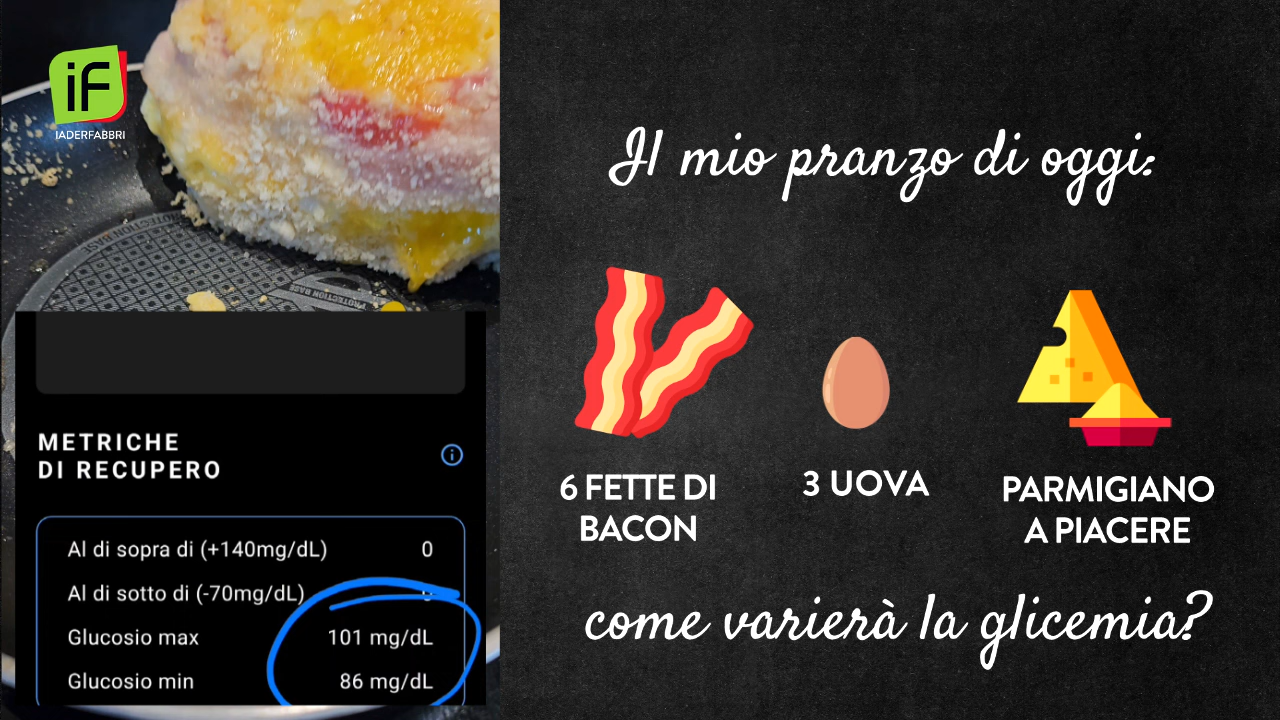 iF
IADERFABBRI
PROTECTION BASE
PROTECTION BASE
METRICHE
DI RECUPERO
Al di sopra di (+140mg/dL) 0
Al di sotto di (-70mg/dL)
Glucosio max 101 mg/dL
Glucosio min 86 mg/dL
Il mio pranzo di oggi:
6 FETTE DI
BACON
3 UOVA
PARMIGIANO
A PIACERE
come varierà la glicemia?